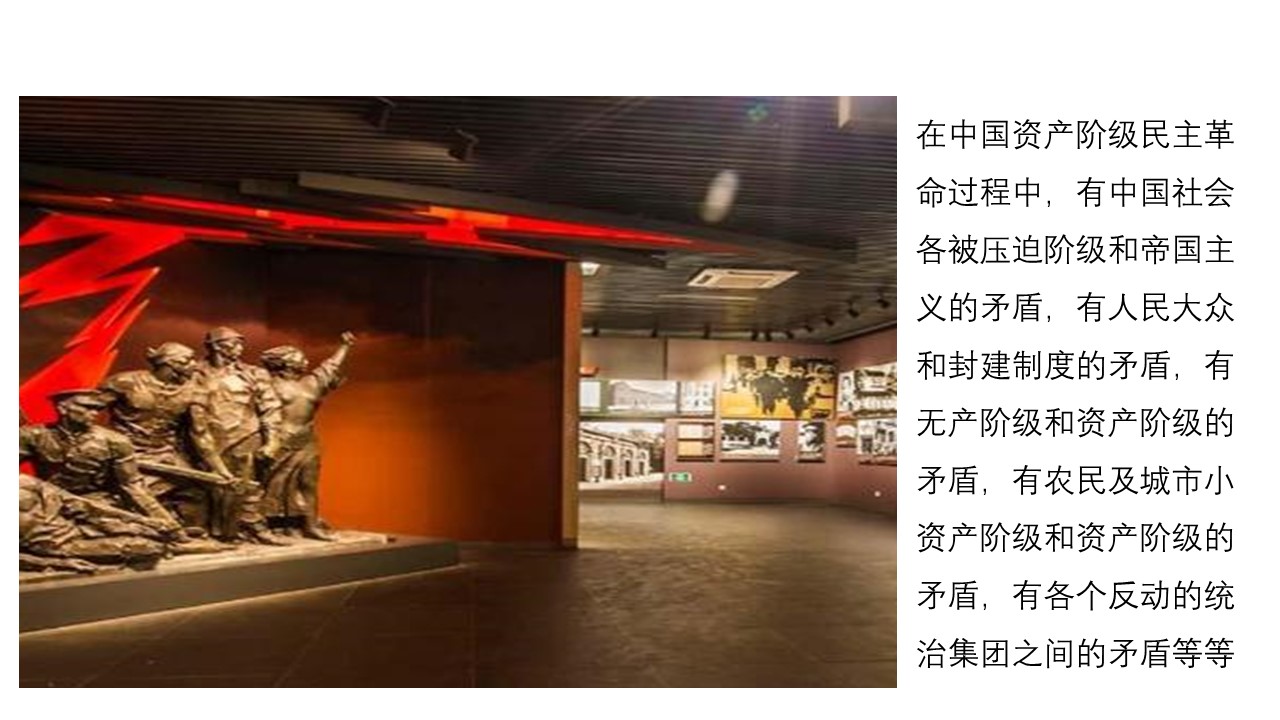 在中国资产阶级民主革
命过程中，有中国社会
各被压迫阶级和帝国主
义的矛盾，有人民大众
和封建制度的矛盾，有
无产阶级和资产阶级的
矛盾，有农民及城市小
资产阶级和资产阶级的
矛盾，有各个反动的统
治集团之间的矛盾等等